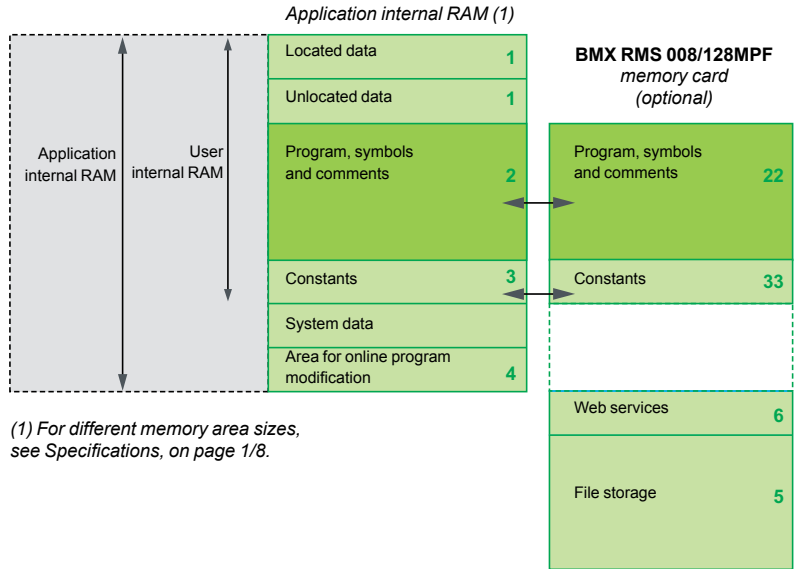 Application internal RAM (1)
BMX RMS 008/128MPF
memory card
(optional)
Application
internal RAM
User
internal RAM
Located data 1
Unlocated data 1
Program, symbols
and comments 2
Constants 3
System data
Area for online program
modification 4
Program, symbols
and comments 22
Constants 33
Web services 6
File storage 5
(1) For different memory area sizes,
see Specifications, on page 1/8.